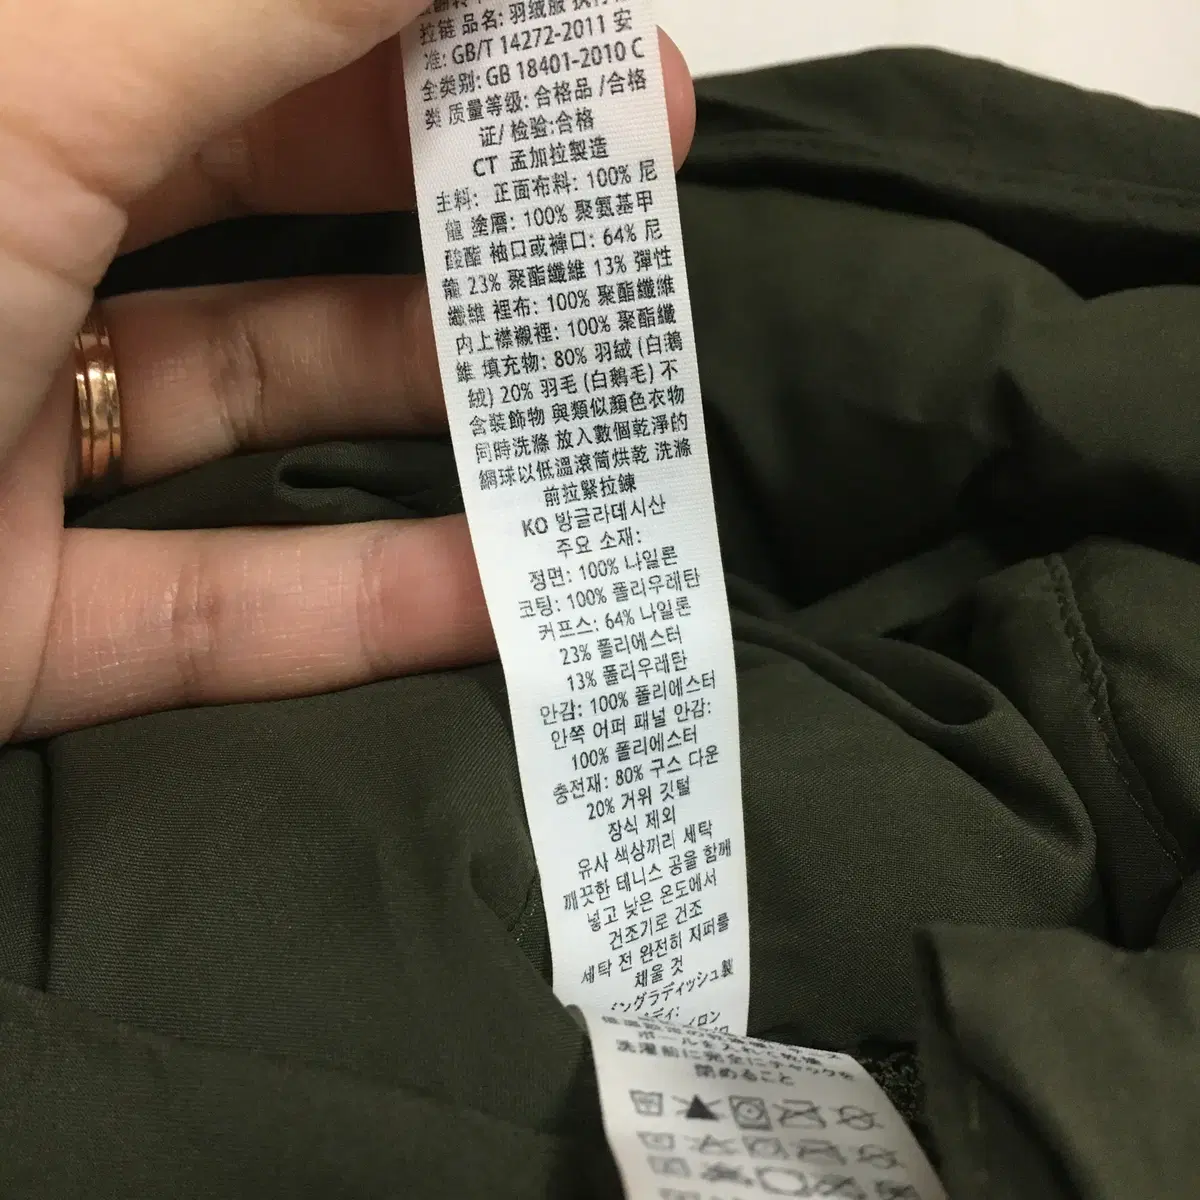 拉链 品名: 羽绒服 执行标
准: GB/T 14272-2011 安
全类别: GB 18401-2010 C
类 质量等级: 合格品 /合格
证/ 检验:合格
CT 孟加拉製造
主料: 正面布料: 100% 尼
龍 塗層: 100% 聚氨基甲
酸酯 袖口或褲口: 64% 尼
龍 23% 聚酯纖維 13% 彈性
纖維 裡布: 100% 聚酯纖維
內上襟襯裡: 100% 聚酯纖
維 填充物: 80% 羽絨 (白鵝
絨) 20% 羽毛 (白鵝毛) 不
含裝飾物 與類似顏色衣物
同時洗滌 放入數個乾淨的
網球以低溫滾筒烘乾 洗滌
前拉緊拉鍊
KO 방글라데시산
주요 소재:
정면: 100% 나일론
코팅: 100% 폴리우레탄
커프스: 64% 나일론
23% 폴리에스터
13% 폴리우레탄
안감: 100% 폴리에스터
안쪽 어퍼 패널 안감:
100% 폴리에스터
충전재: 80% 구스 다운
20% 거위 깃털
장식 제외
유사 색상끼리 세탁
깨끗한 테니스 공을 함께
넣고 낮은 온도에서
건조기로 건조
세탁 전 완전히 지퍼를
채울 것
ングラディッシュ製
ボールを入れて乾燥
洗濯前に完全にチャックを
閉めること